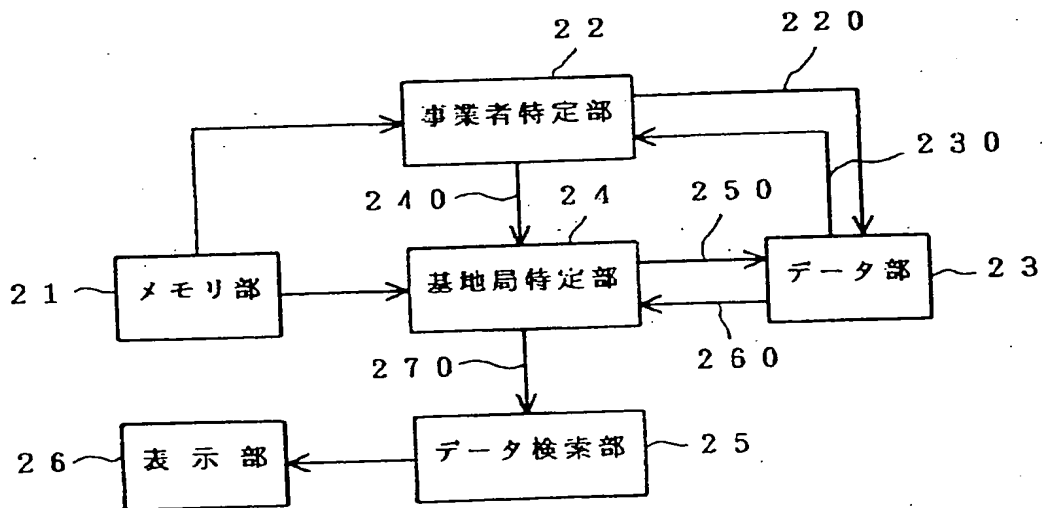 ２２
２２０
事業者特定部
２３０
２４０
２４
２５０
２１
メモリ部
基地局特定部
データ部
２３
２７０
２６０
２６
表示部
データ検索部
２５